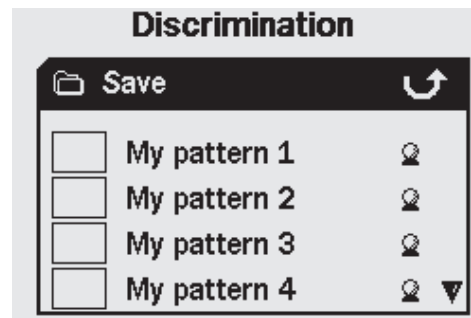 Discrimination
Save
My pattern 1
My pattern 2
My pattern 3
My pattern 4